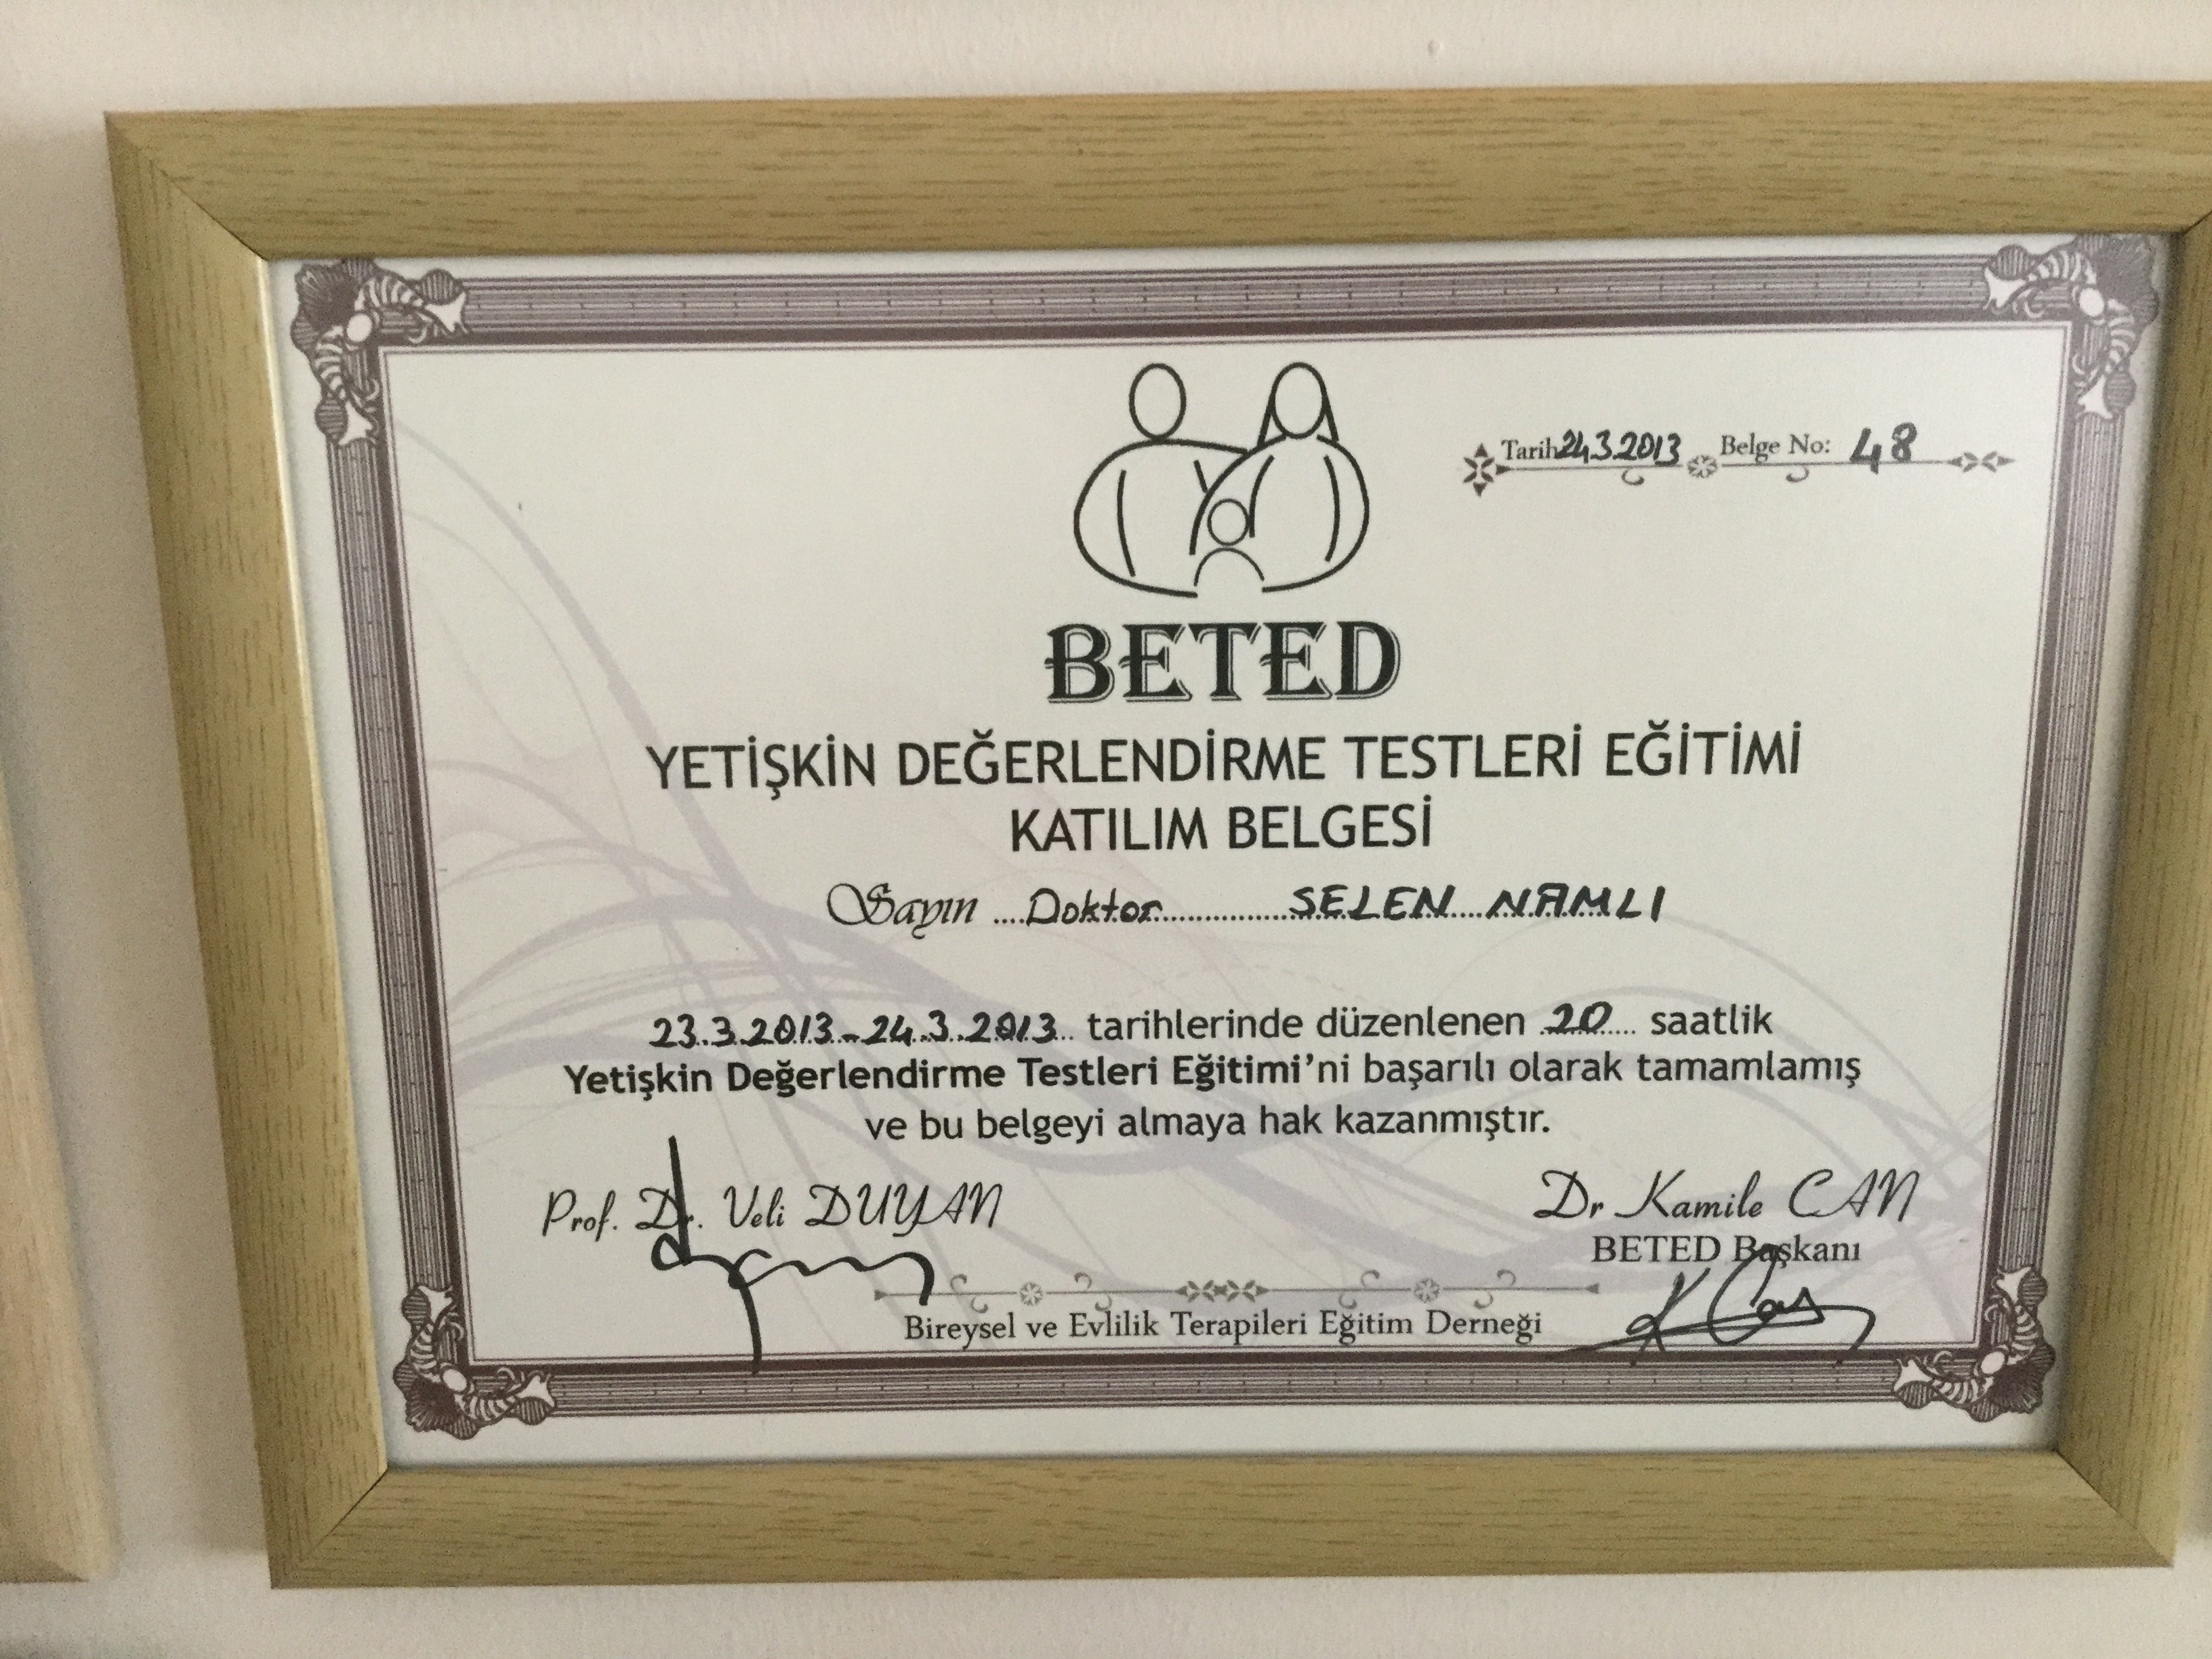 Tarih 24.3.2013 Belge No: 48
BETED
YETİŞKİN DEĞERLENDİRME TESTLERİ EĞİTİMİ
KATILIM BELGESİ
Sayın ....Doktor................SELEN....NAMLI
23.3.2013-24.3.2013 tarihlerinde düzenlenen 20 saatlik
Yetişkin Değerlendirme Testleri Eğitimi'ni başarılı olarak tamamlamış
ve bu belgeyi almaya hak kazanmıştır.
Prof. Dr. Veli DUYAN
Dr Kamile CAN
BETED Başkanı
K Can
Bireysel ve Evlilik Terapileri Eğitim Derneği